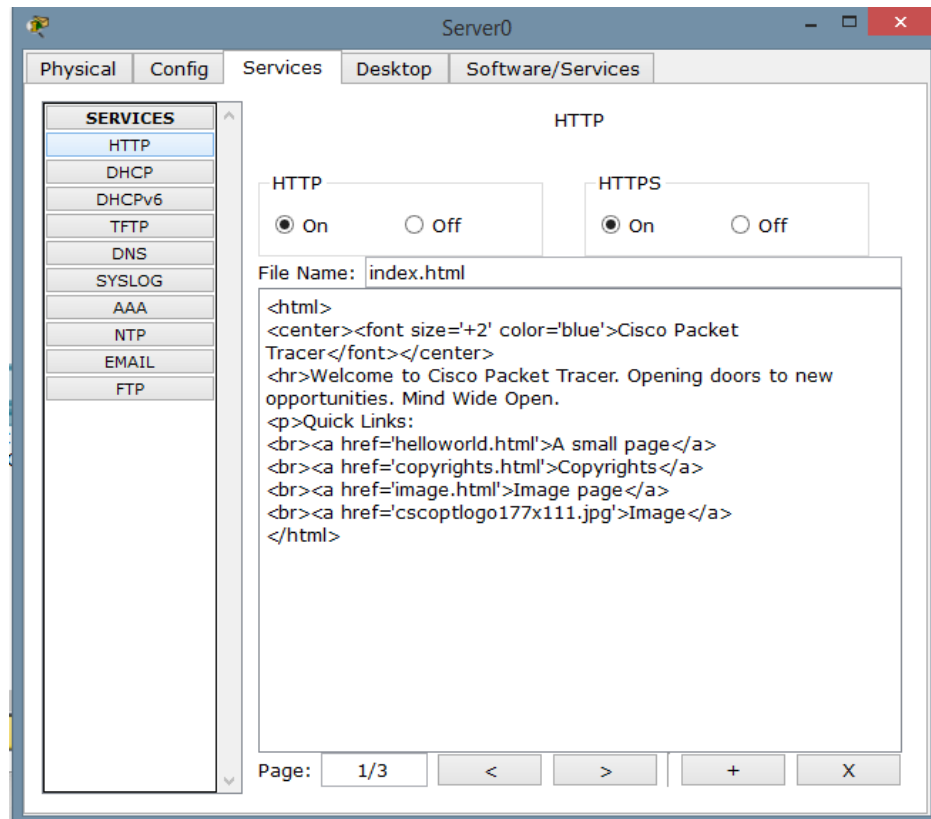 Server0
Physical Config Services Desktop Software/Services
SERVICES
HTTP
DHCP
DHCPv6
TFTP
DNS
SYSLOG
AAA
NTP
EMAIL
FTP
HTTP
HTTP
On Off
HTTPS
On Off
File Name: index.html
<html>
<center><font size='+2' color='blue'>Cisco Packet
Tracer</font></center>
<hr>Welcome to Cisco Packet Tracer. Opening doors to new
opportunities. Mind Wide Open.
<p>Quick Links:
<br><a href='helloworld.html'>A small page</a>
<br><a href='copyrights.html'>Copyrights</a>
<br><a href='image.html'>Image page</a>
<br><a href='cscoptlogo177x111.jpg'>Image</a>
</html>
Page: 1/3 < > + X